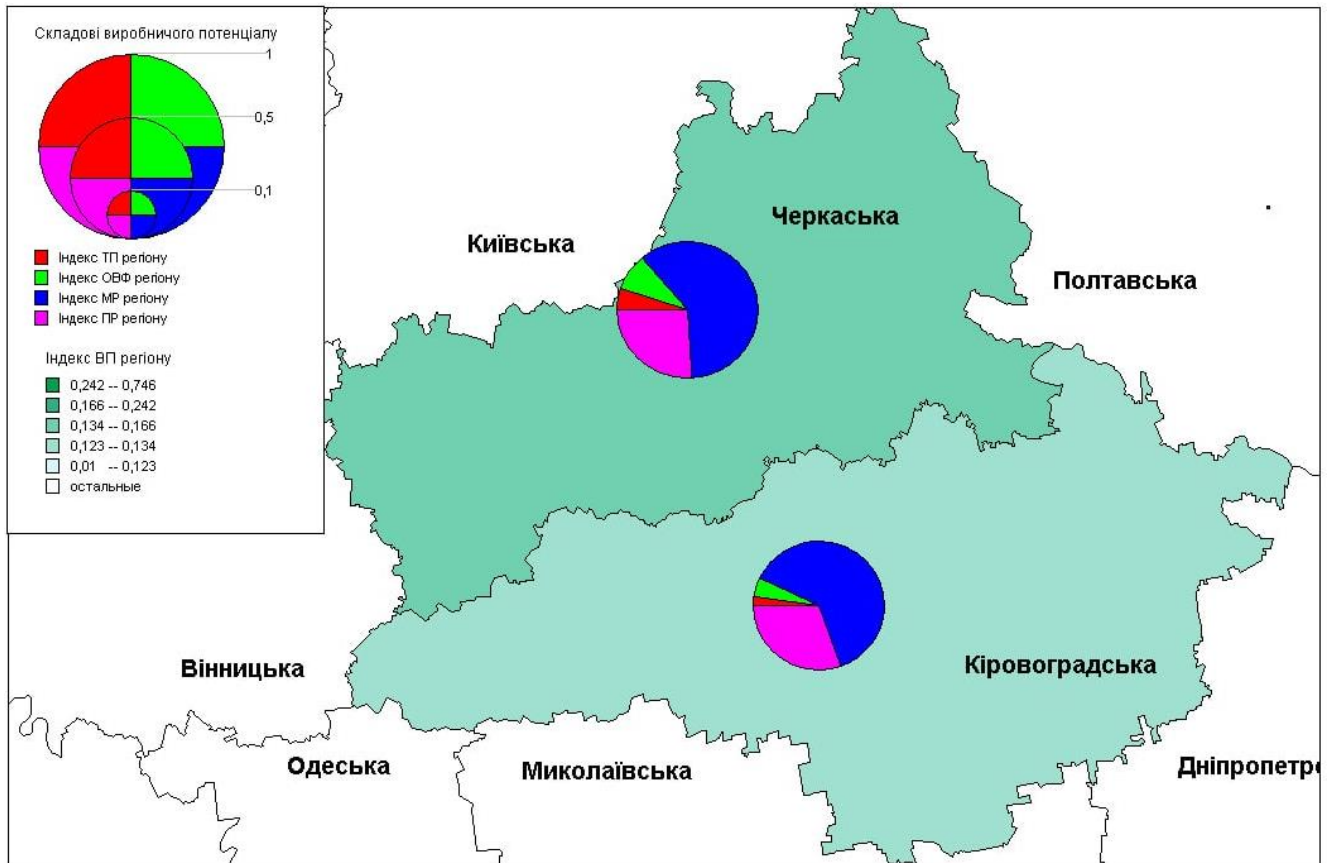 Складові виробничого потенціалу
1
0,5
0,1
Індекс ТП регіону
Індекс ОВФ регіону
Індекс МР регіону
Індекс ПР регіону
Індекс ВП регіону
0,242 -- 0,746
0,166 -- 0,242
0,134 -- 0,166
0,123 -- 0,134
0,01 -- 0,123
остальные
Черкаська
Київська
Полтавська
Вінницька
Кіровоградська
Одеська
Миколаївська
Дніпропетро